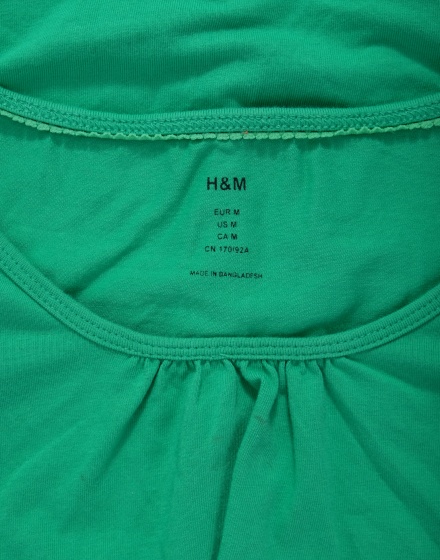 H&M
EUR M
US M
CA M
CN 170/92A
MADE IN BANGLADESH